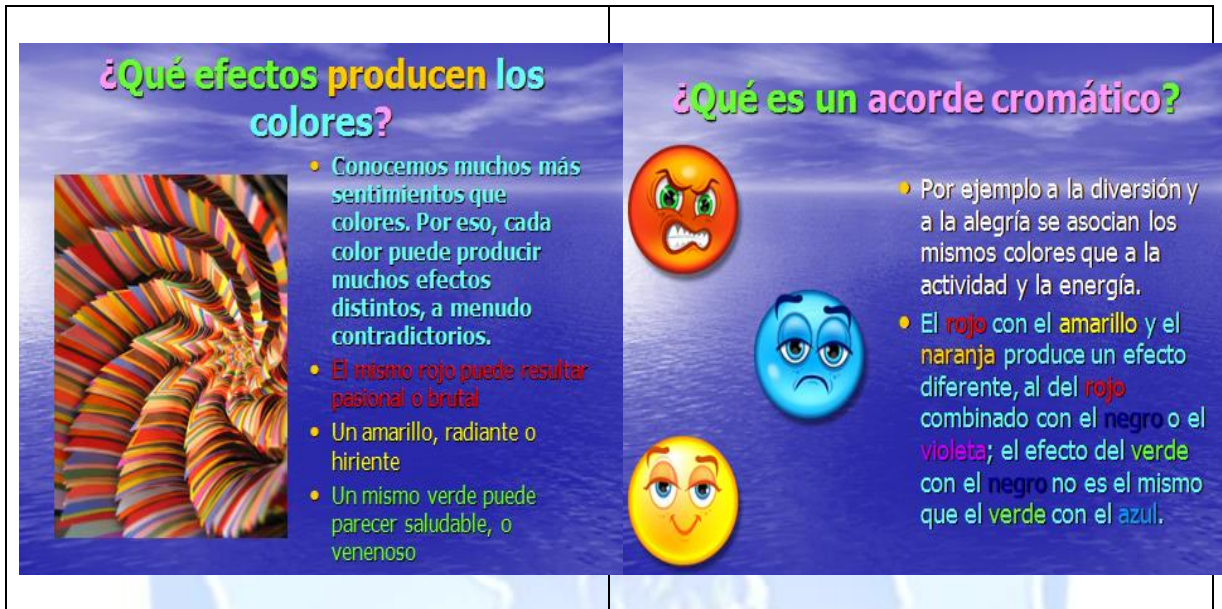 ¿Qué efectos producen los
colores?
• Conocemos muchos más
sentimientos que
colores. Por eso, cada
color puede producir
muchos efectos
distintos, a menudo
contradictorios.
• El mismo rojo puede resultar
pasional o brutal
• Un amarillo, radiante o
hiriente
• Un mismo verde puede
parecer saludable, o
venenoso
¿Qué es un acorde cromático?
• Por ejemplo a la diversión y
a la alegría se asocian los
mismos colores que a la
actividad y la energía.
• El rojo con el amarillo y el
naranja produce un efecto
diferente, al del rojo
combinado con el negro o el
violeta; el efecto del verde
con el negro no es el mismo
que el verde con el azul.